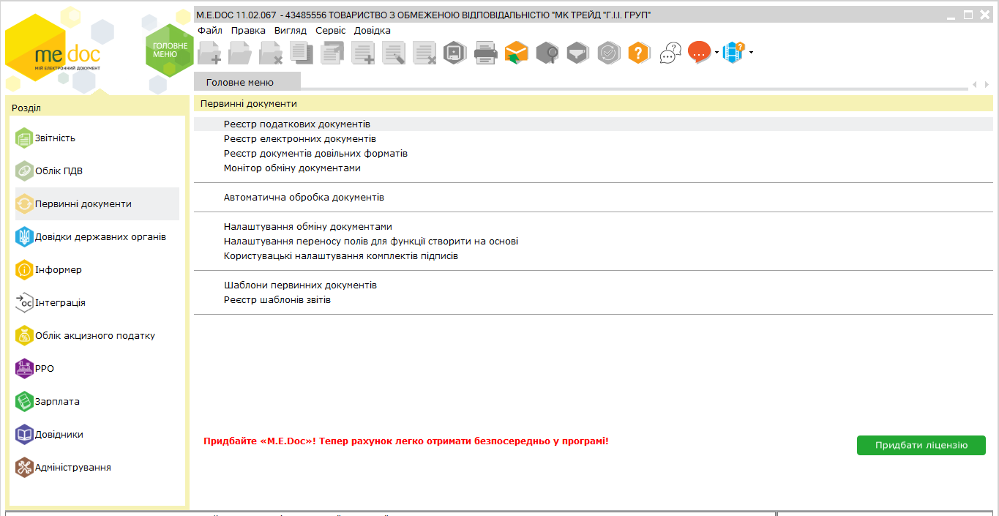 M.E.DOC 11.02.067 - 43485556 ТОВАРИСТВО З ОБМЕЖЕНОЮ ВІДПОВІДАЛЬНІСТЮ "МК ТРЕЙД "Г.І.І. ГРУП"
Файл Правка Вигляд Сервіс Довідка
me doc
МІЙ ЕЛЕКТРОННИЙ ДОКУМЕНТ
ГОЛОВНЕ
МЕНЮ
Головне меню
Розділ
Звітність
Облік ПДВ
Первинні документи
Довідки державних органів
Інформер
Інтеграція
Облік акцизного податку
РРО
Зарплата
Довідники
Адміністрування
Первинні документи
Реєстр податкових документів
Реєстр електронних документів
Реєстр документів довільних форматів
Монітор обміну документами
Автоматична обробка документів
Налаштування обміну документами
Налаштування переносу полів для функції створити на основі
Користувацькі налаштування комплектів підписів
Шаблони первинних документів
Реєстр шаблонів звітів
Придбайте «M.E.Doc»! Тепер рахунок легко отримати безпосередньо у програмі!
Придбати ліцензію